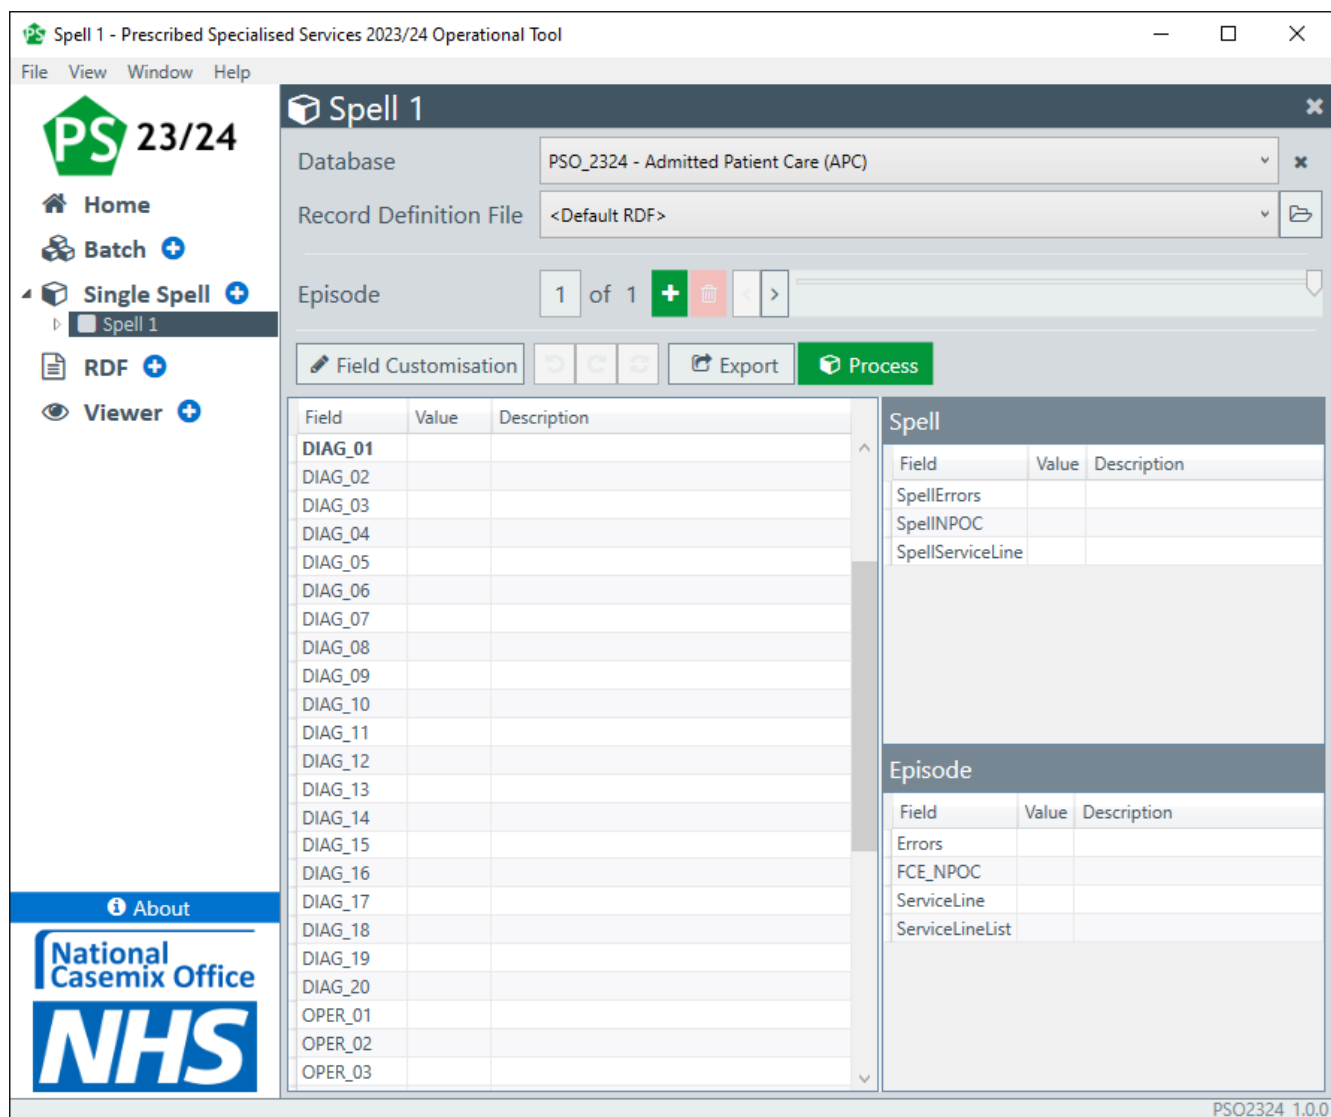 PS Spell 1 - Prescribed Specialised Services 2023/24 Operational Tool
File View Window Help
PS 23/24
Home
Batch
Single Spell
Spell 1
RDF
Viewer
About
National
Casemix Office
NHS
Spell 1
Database PSO_2324 - Admitted Patient Care (APC)
Record Definition File <Default RDF>
Episode 1 of 1
Field Customisation Export Process
Field Value Description
DIAG_01
DIAG_02
DIAG_03
DIAG_04
DIAG_05
DIAG_06
DIAG_07
DIAG_08
DIAG_09
DIAG_10
DIAG_11
DIAG_12
DIAG_13
DIAG_14
DIAG_15
DIAG_16
DIAG_17
DIAG_18
DIAG_19
DIAG_20
OPER_01
OPER_02
OPER_03
Spell
Field Value Description
SpellErrors
SpellNPOC
SpellServiceLine
Episode
Field Value Description
Errors
FCE_NPOC
ServiceLine
ServiceLineList
PSO2324 1.0.0